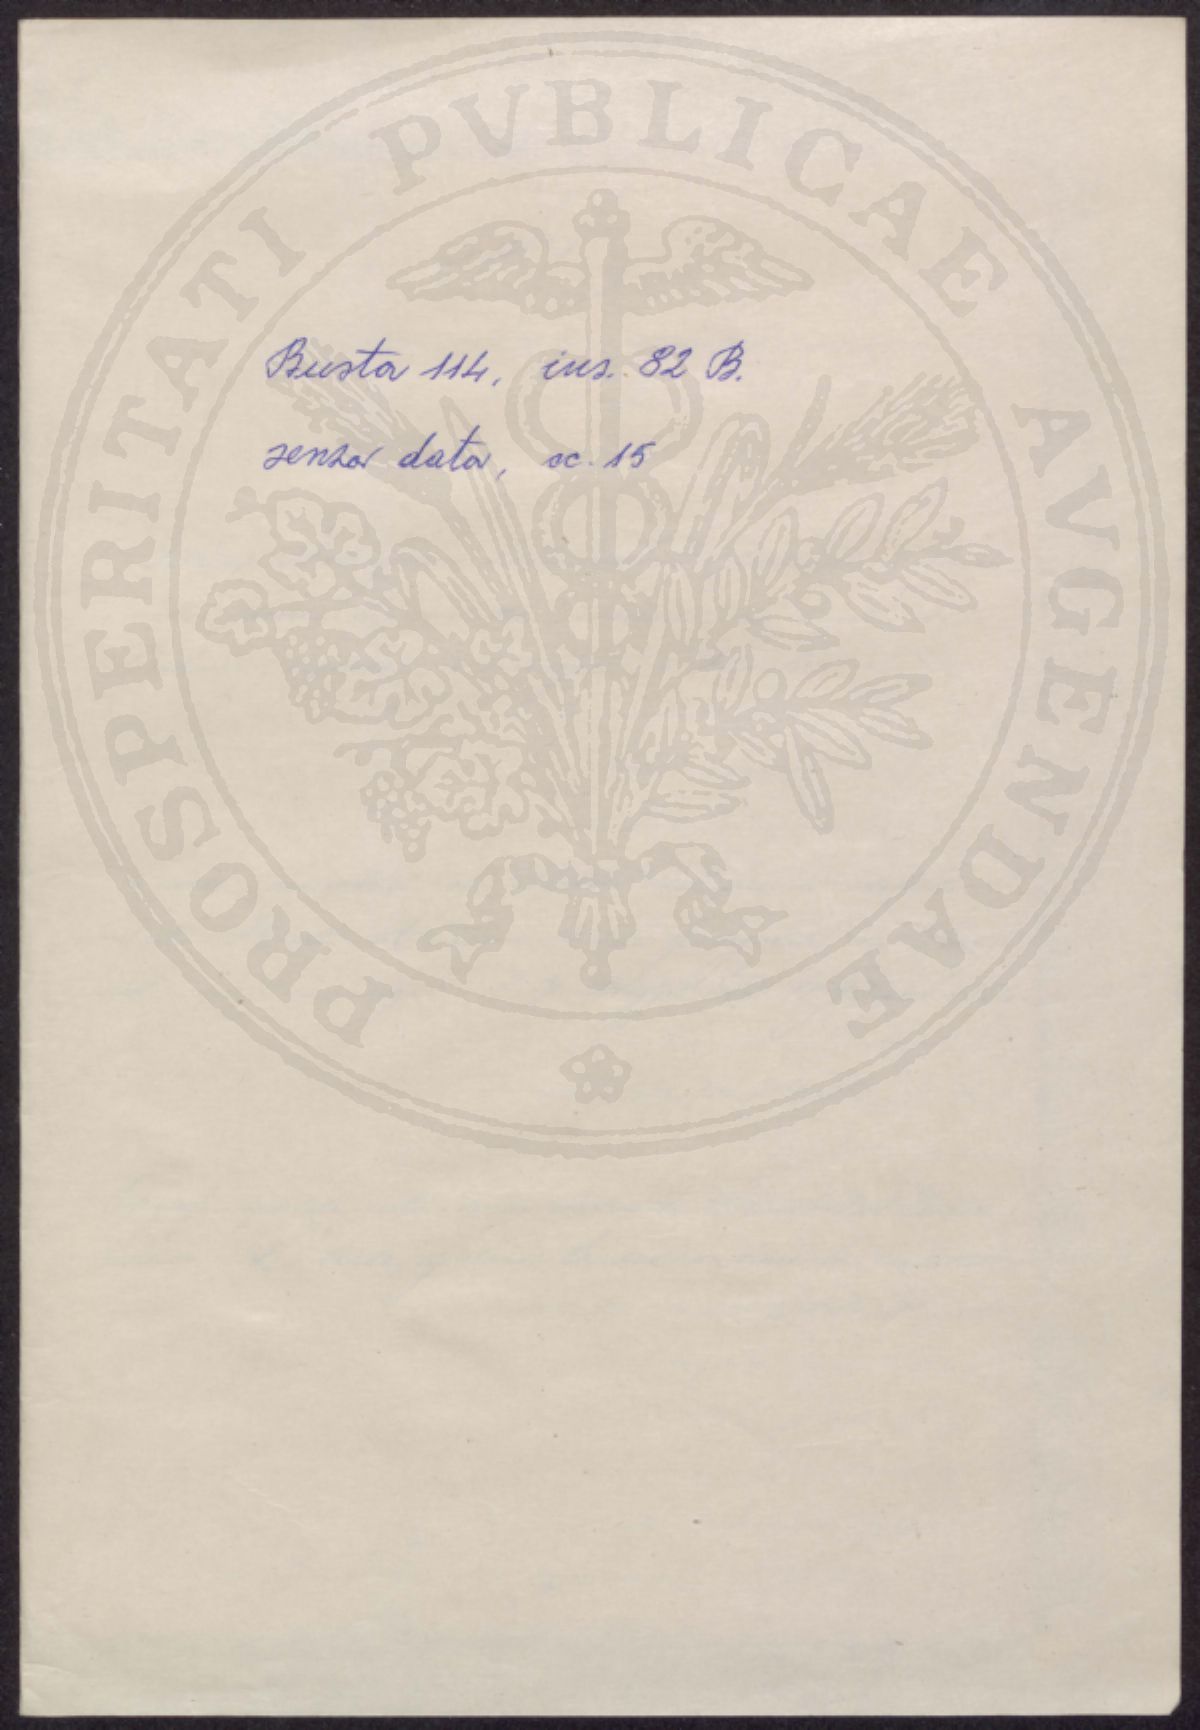 PROSPERITATI PVBLICAE AVGENDAE
Busta 114, ins. 82 B.
senza data, cc. 15